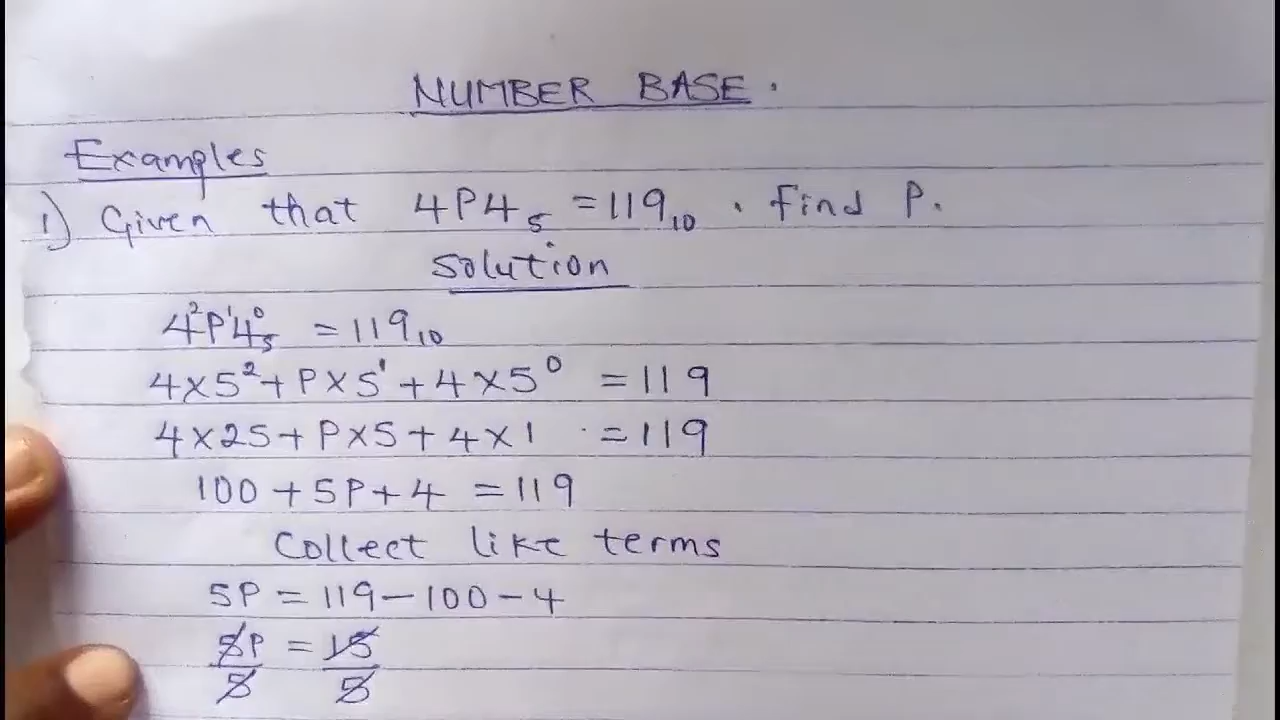 NUMBER BASE.
Examples
1) Given that 4P4₅ = 119₁₀. Find P.
Solution
4²P¹4⁰₅ = 119₁₀
4×5²+P×5¹+4×5⁰ = 119
4×25+P×5+4×1 = 119
100+5P+4 = 119
Collect like terms
5P = 119-100-4
5P = 15
5 5